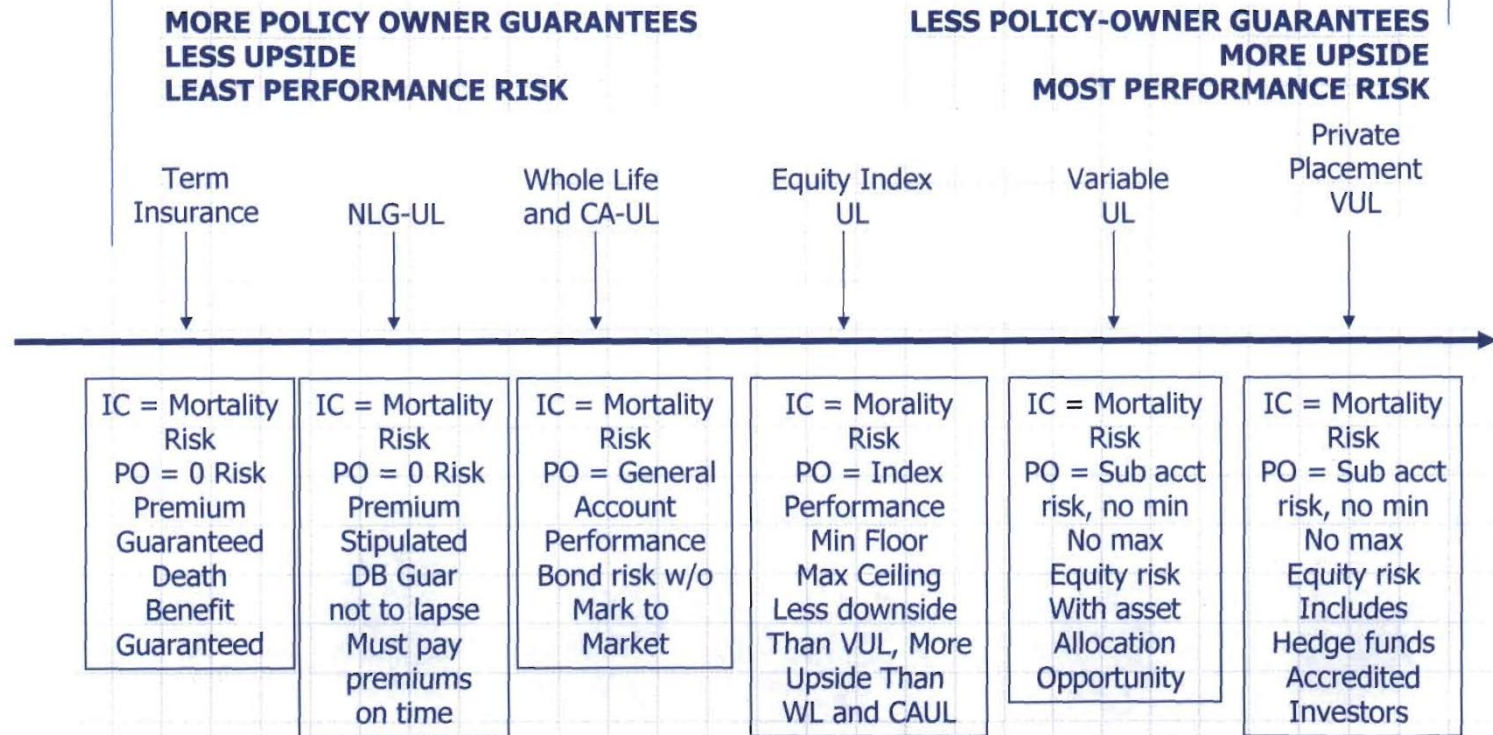 MORE POLICY OWNER GUARANTEES
LESS UPSIDE
LEAST PERFORMANCE RISK
LESS POLICY-OWNER GUARANTEES
MORE UPSIDE
MOST PERFORMANCE RISK
Term
Insurance
NLG-UL
Whole Life
and CA-UL
Equity Index
UL
Variable
UL
Private
Placement
VUL
IC = Mortality
Risk
PO = 0 Risk
Premium
Guaranteed
Death
Benefit
Guaranteed
IC = Mortality
Risk
PO = 0 Risk
Premium
Stipulated
DB Guar
not to lapse
Must pay
premiums
on time
IC = Mortality
Risk
PO = General
Account
Performance
Bond risk w/o
Mark to
Market
IC = Morality
Risk
PO = Index
Performance
Min Floor
Max Ceiling
Less downside
Than VUL, More
Upside Than
WL and CAUL
IC = Mortality
Risk
PO = Sub acct
risk, no min
No max
Equity risk
With asset
Allocation
Opportunity
IC = Mortality
Risk
PO = Sub acct
risk, no min
No max
Equity risk
Includes
Hedge funds
Accredited
Investors